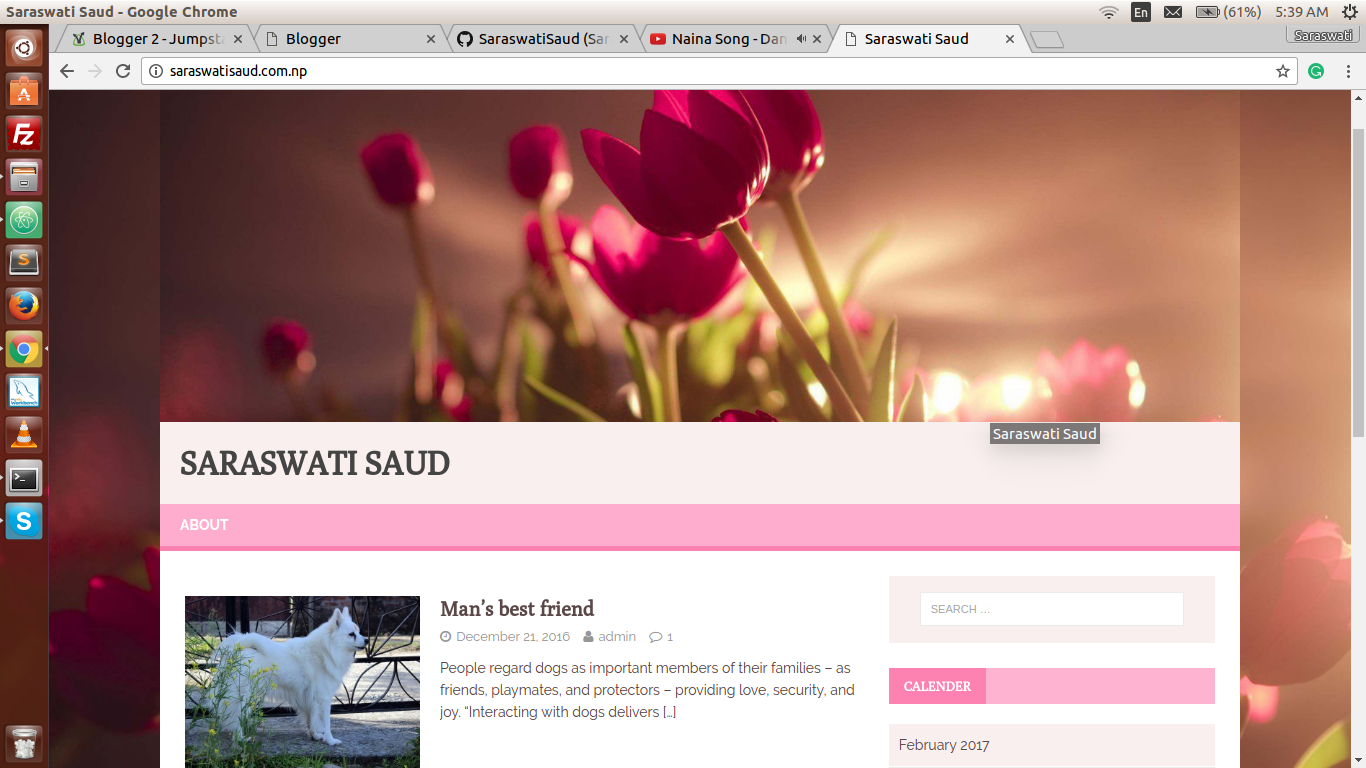 Saraswati Saud - Google Chrome
En
(61%)
5:39 AM
Blogger 2 - Jumpsta
Blogger
SaraswatiSaud (Sar
Naina Song - Dan
Saraswati Saud
Saraswati
saraswatisaud.com.np
Saraswati Saud
SARASWATI SAUD
ABOUT
Man’s best friend
December 21, 2016 admin 1
People regard dogs as important members of their families – as
friends, playmates, and protectors – providing love, security, and
joy. “Interacting with dogs delivers [...]
SEARCH …
CALENDER
February 2017